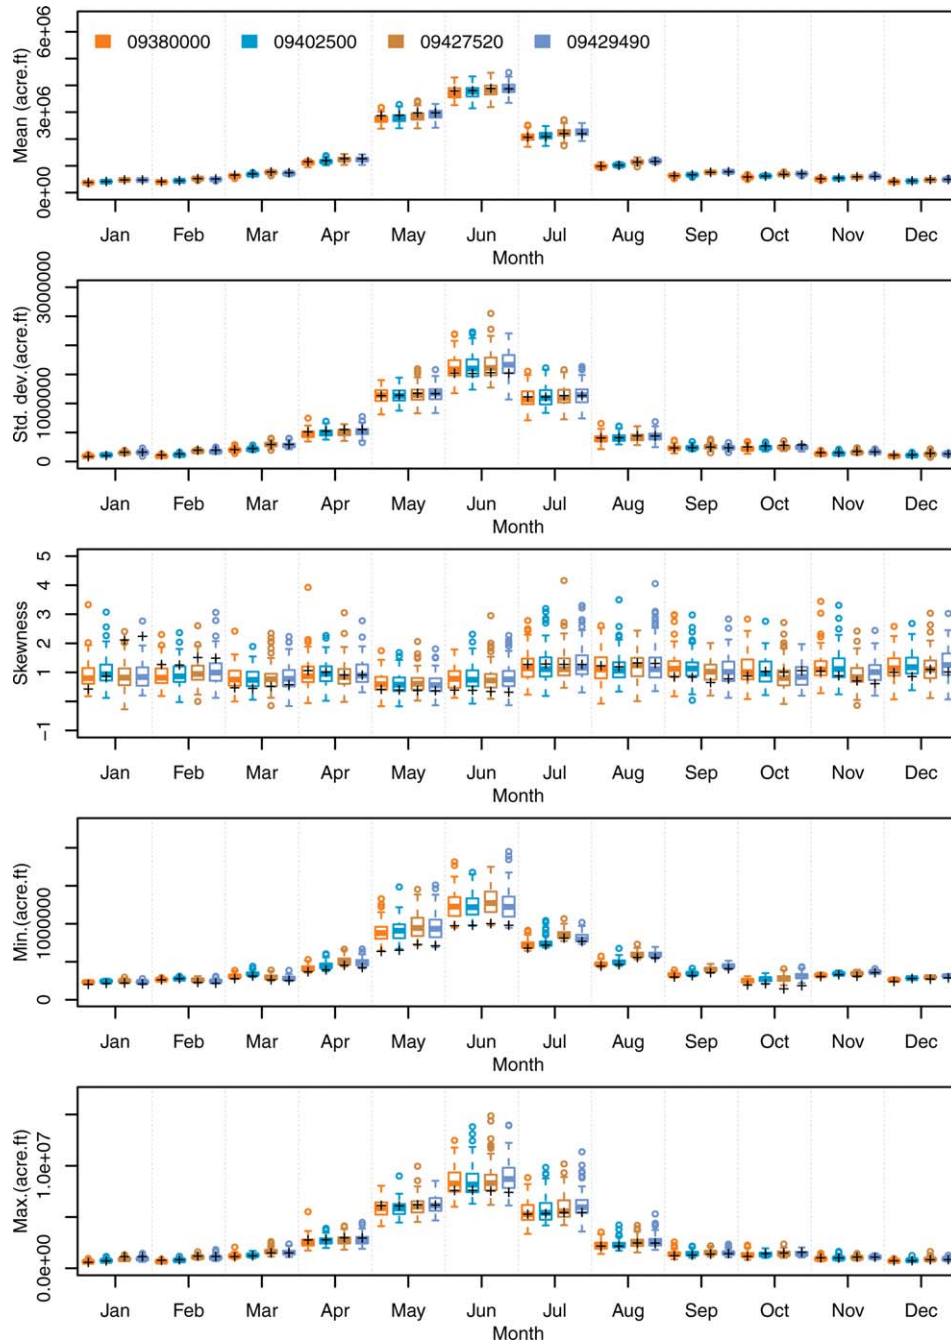 Mean (acre.ft)
6e+06
3e+06
0e+00
09380000 09402500 09427520 09429490
Jan Feb Mar Apr May Jun Jul Aug Sep Oct Nov Dec
Month
Std. dev.(acre.ft)
3000000
1000000
0
Jan Feb Mar Apr May Jun Jul Aug Sep Oct Nov Dec
Month
Skewness
5
4
3
2
1
−1
Jan Feb Mar Apr May Jun Jul Aug Sep Oct Nov Dec
Month
Min.(acre.ft)
1000000
0
Jan Feb Mar Apr May Jun Jul Aug Sep Oct Nov Dec
Month
Max.(acre.ft)
1.0e+07
0.0e+00
Jan Feb Mar Apr May Jun Jul Aug Sep Oct Nov Dec
Month